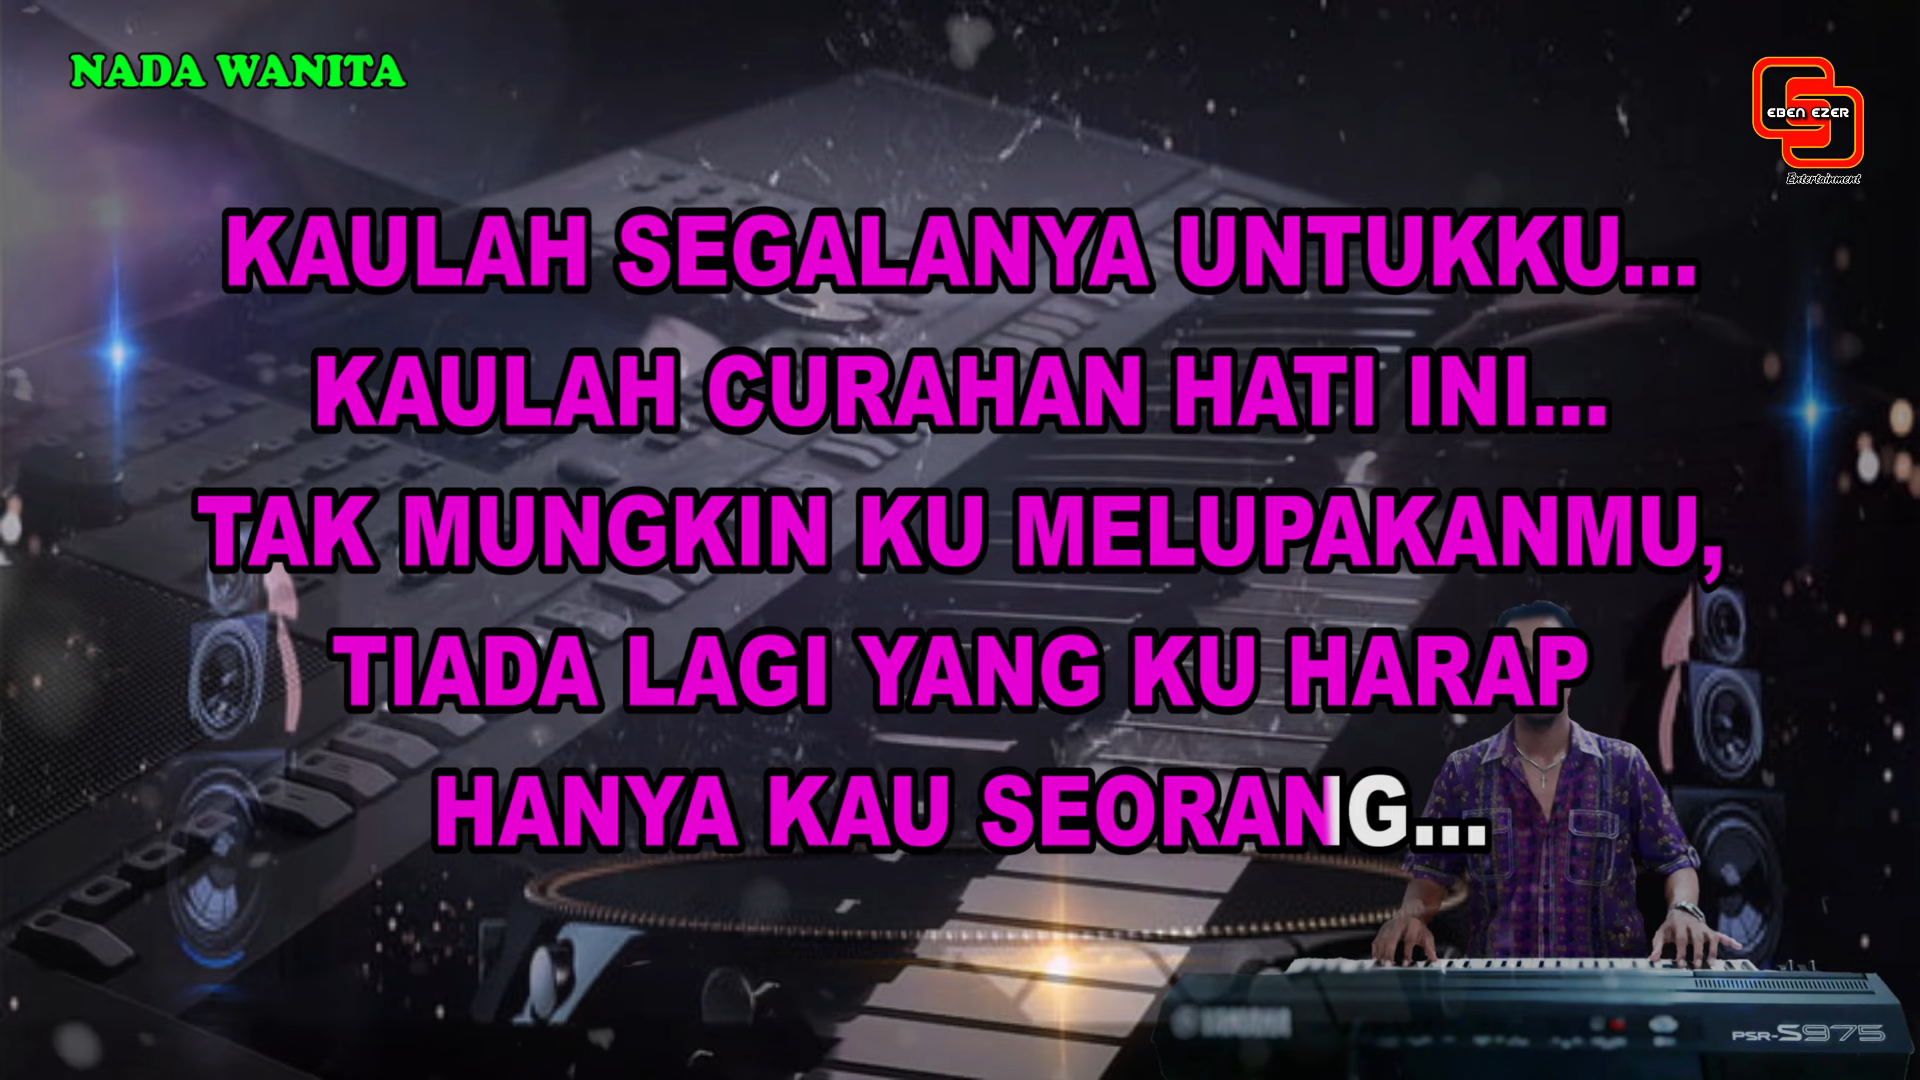 NADA WANITA
EBEN EZER
Entertainment
KAULAH SEGALANYA UNTUKKU...
KAULAH CURAHAN HATI INI...
TAK MUNGKIN KU MELUPAKANMU,
TIADA LAGI YANG KU HARAP
HANYA KAU SEORANG...
YAMAHA
PSR-S975